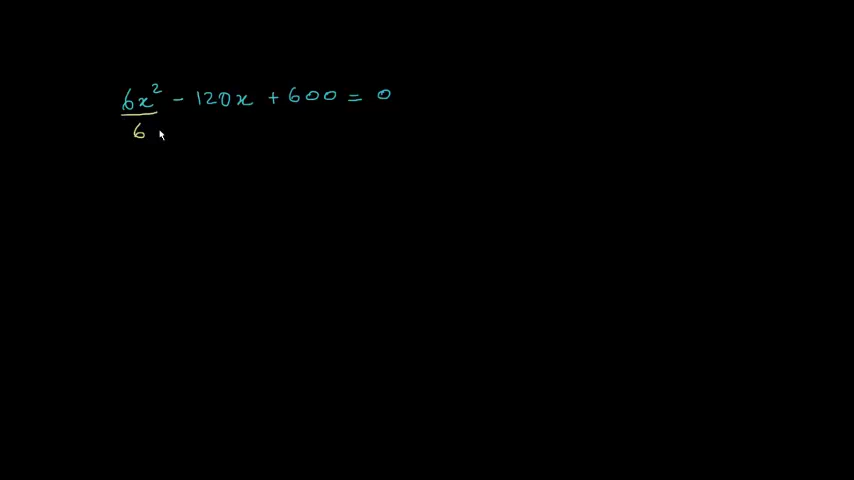 6x² - 120x + 600 = 0
6